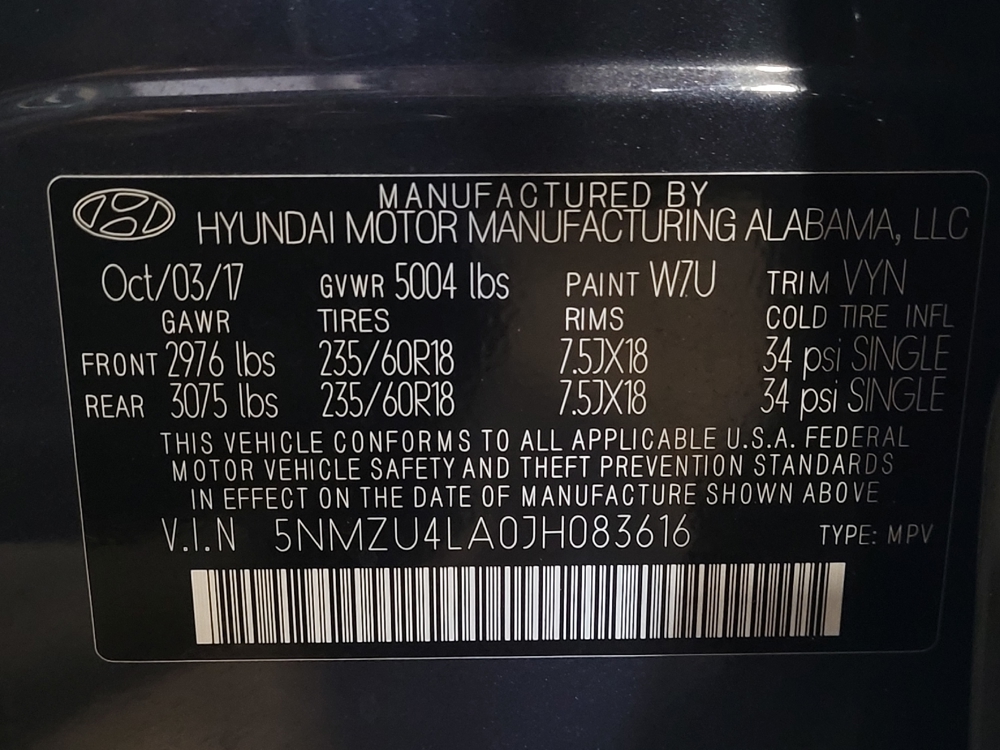 MANUFACTURED BY
HYUNDAI MOTOR MANUFACTURING ALABAMA, LLC
Oct/03/17 GVWR 5004 lbs PAINT W7U TRIM VYN
GAWR TIRES RIMS COLD TIRE INFL
FRONT 2976 lbs 235/60R18 7.5JX18 34 psi SINGLE
REAR 3075 lbs 235/60R18 7.5JX18 34 psi SINGLE
THIS VEHICLE CONFORMS TO ALL APPLICABLE U.S.A. FEDERAL
MOTOR VEHICLE SAFETY AND THEFT PREVENTION STANDARDS
IN EFFECT ON THE DATE OF MANUFACTURE SHOWN ABOVE .
V.I.N 5NMZU4LA0JH083616 TYPE: MPV